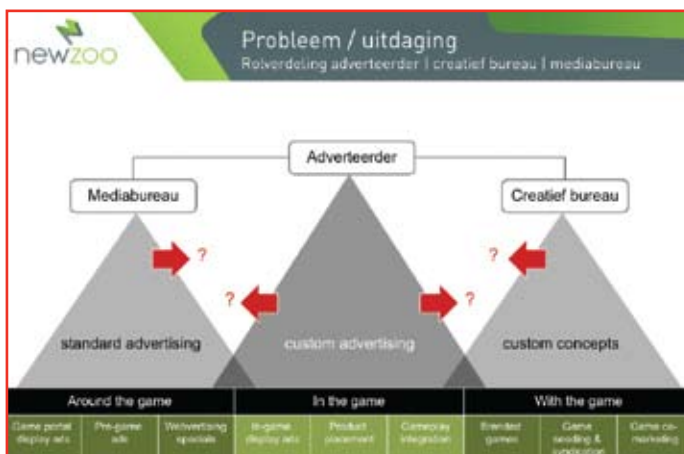 newzoo
Probleem / uitdaging
Rolverdeling adverteerder | creatief bureau | mediabureau
Adverteerder
Mediabureau
Creatief bureau
?
?
?
?
standard advertising
custom advertising
custom concepts
Around the game
In the game
With the game
Game portal display ads
Pre-game ads
Webvertising specials
In-game display ads
Product placement
Gameplay integration
Branded games
Game seeding & syndication
Game co-marketing